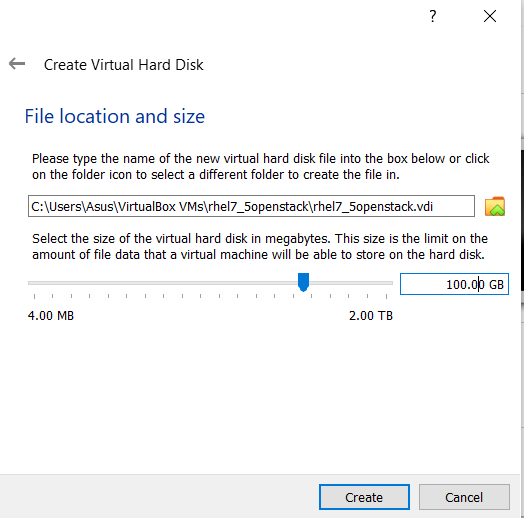 ?
Create Virtual Hard Disk
File location and size
Please type the name of the new virtual hard disk file into the box below or click
on the folder icon to select a different folder to create the file in.
C:\Users\Asus\VirtualBox VMs\rhel7_5openstack\rhel7_5openstack.vdi
Select the size of the virtual hard disk in megabytes. This size is the limit on the
amount of file data that a virtual machine will be able to store on the hard disk.
100.00 GB
4.00 MB 2.00 TB
Create Cancel